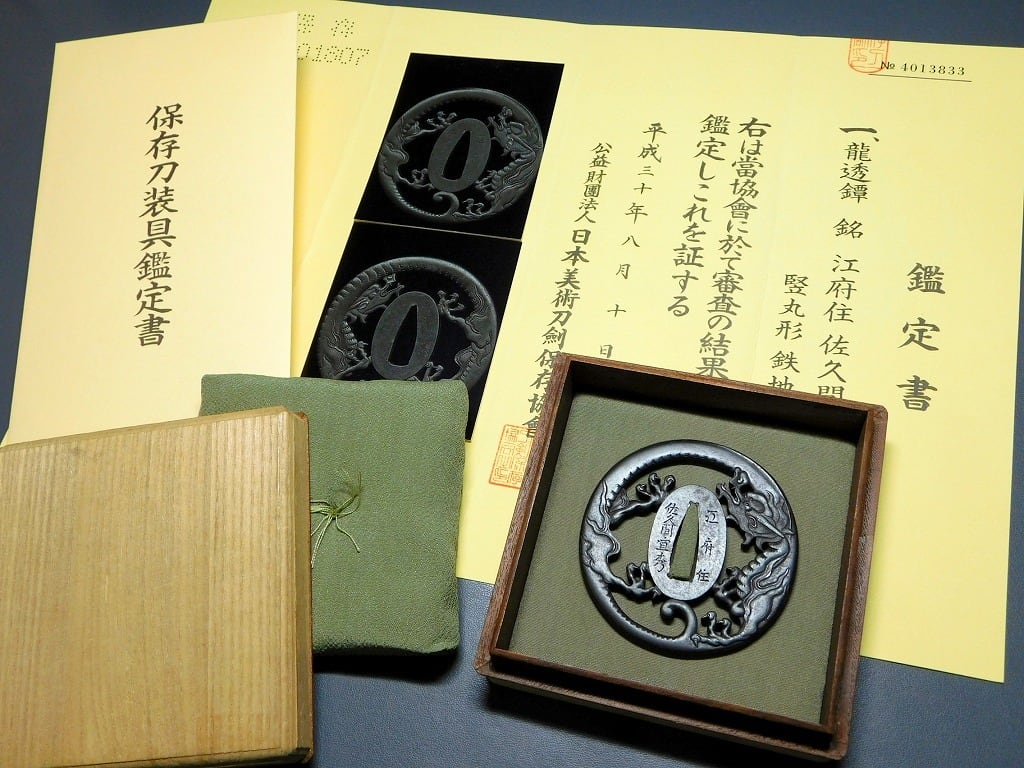 保存刀装具鑑定書
№ 4013833
鑑定書
一、龍透鐔 銘 江府住 佐久間
竪丸形 鉄地
右は當協會に於て審査の結果
鑑定しこれを証する
平成三十年八月十日
公益財團法人 日本美術刀劍保存協會
01807
江府住
佐久間宣秀